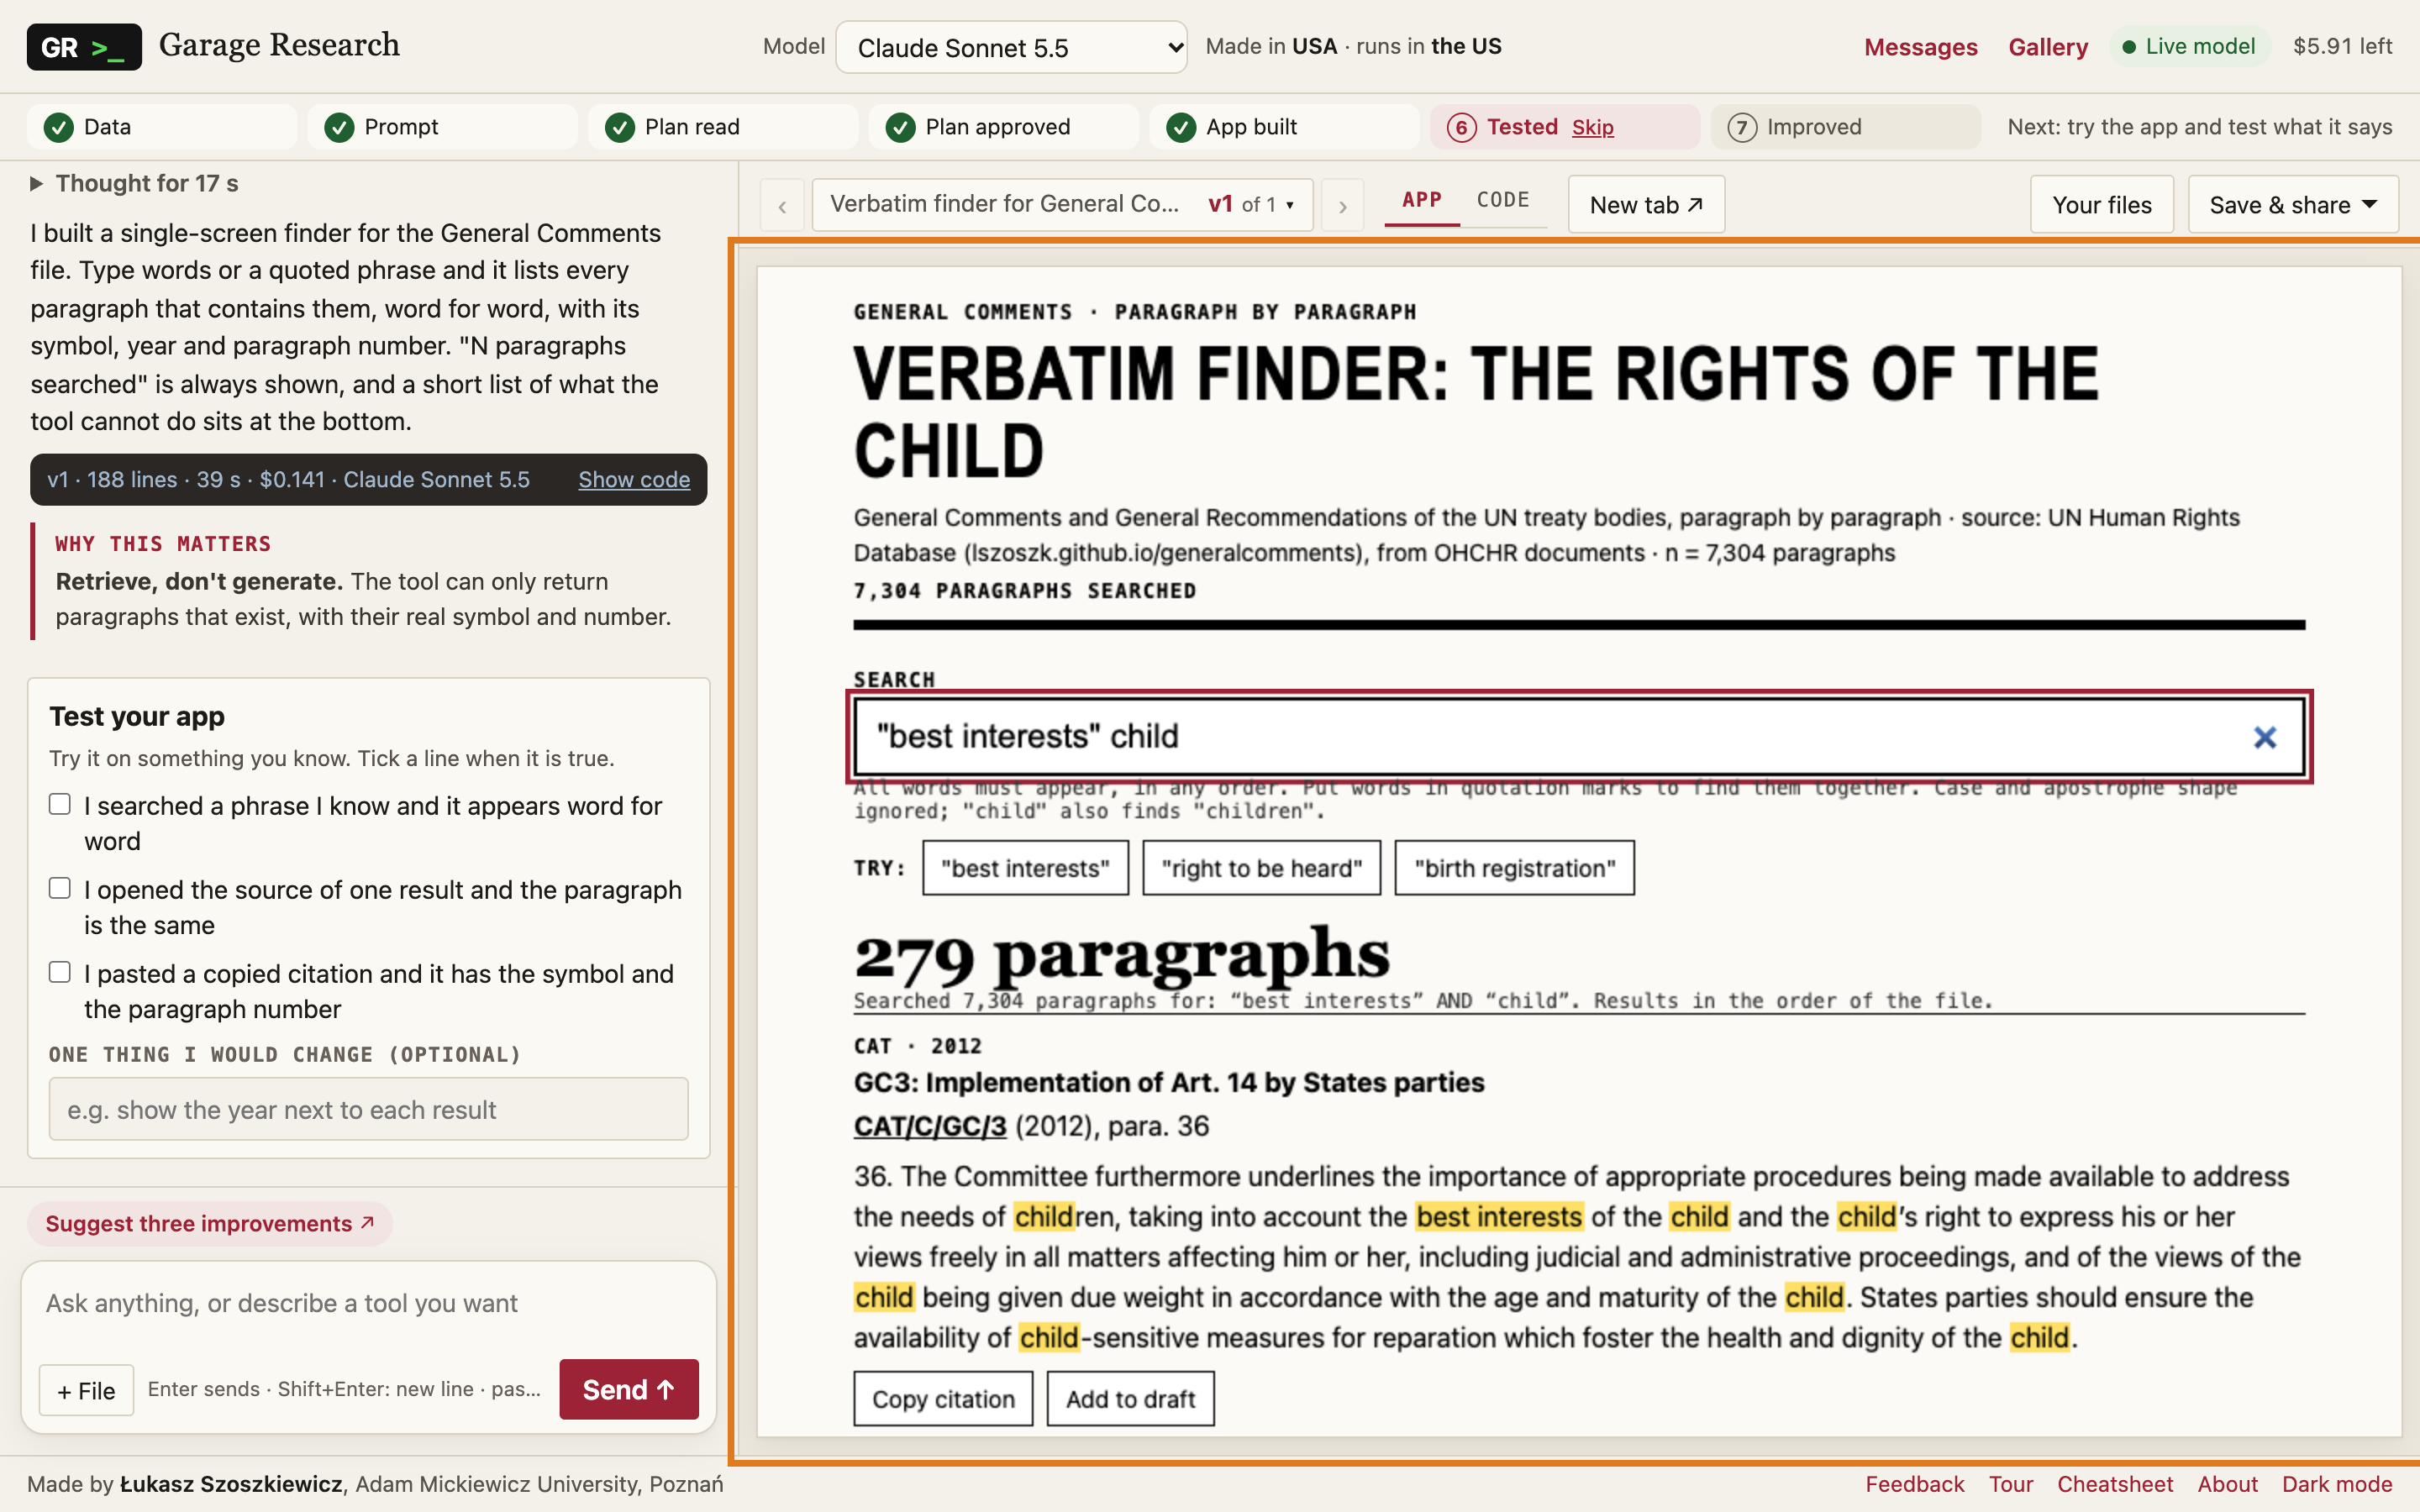 GR >_ Garage Research
Model Claude Sonnet 5.5 Made in USA · runs in the US
Messages Gallery Live model $5.91 left
Data Prompt Plan read Plan approved App built 6 Tested Skip 7 Improved Next: try the app and test what it says
Thought for 17 s
I built a single-screen finder for the General Comments
file. Type words or a quoted phrase and it lists every
paragraph that contains them, word for word, with its
symbol, year and paragraph number. "N paragraphs
searched" is always shown, and a short list of what the
tool cannot do sits at the bottom.
v1 · 188 lines · 39 s · $0.141 · Claude Sonnet 5.5 Show code
WHY THIS MATTERS
Retrieve, don't generate. The tool can only return
paragraphs that exist, with their real symbol and number.
Test your app
Try it on something you know. Tick a line when it is true.
I searched a phrase I know and it appears word for
word
I opened the source of one result and the paragraph
is the same
I pasted a copied citation and it has the symbol and
the paragraph number
ONE THING I WOULD CHANGE (OPTIONAL)
e.g. show the year next to each result
Suggest three improvements ↗
Ask anything, or describe a tool you want
+ File Enter sends · Shift+Enter: new line · pas... Send ↑
‹ Verbatim finder for General Co... v1 of 1 ▾ › APP CODE New tab ↗ Your files Save & share
GENERAL COMMENTS · PARAGRAPH BY PARAGRAPH
VERBATIM FINDER: THE RIGHTS OF THE
CHILD
General Comments and General Recommendations of the UN treaty bodies, paragraph by paragraph · source: UN Human Rights
Database (lszoszk.github.io/generalcomments), from OHCHR documents · n = 7,304 paragraphs
7,304 PARAGRAPHS SEARCHED
SEARCH
"best interests" child ×
All words must appear, in any order. Put words in quotation marks to find them together. Case and apostrophe shape
ignored; "child" also finds "children".
TRY: "best interests" "right to be heard" "birth registration"
279 paragraphs
Searched 7,304 paragraphs for: “best interests” AND “child”. Results in the order of the file.
CAT · 2012
GC3: Implementation of Art. 14 by States parties
CAT/C/GC/3 (2012), para. 36
36. The Committee furthermore underlines the importance of appropriate procedures being made available to address
the needs of children, taking into account the best interests of the child and the child’s right to express his or her
views freely in all matters affecting him or her, including judicial and administrative proceedings, and of the views of the
child being given due weight in accordance with the age and maturity of the child. States parties should ensure the
availability of child-sensitive measures for reparation which foster the health and dignity of the child.
Copy citation Add to draft
Made by Łukasz Szoszkiewicz, Adam Mickiewicz University, Poznań
Feedback Tour Cheatsheet About Dark mode